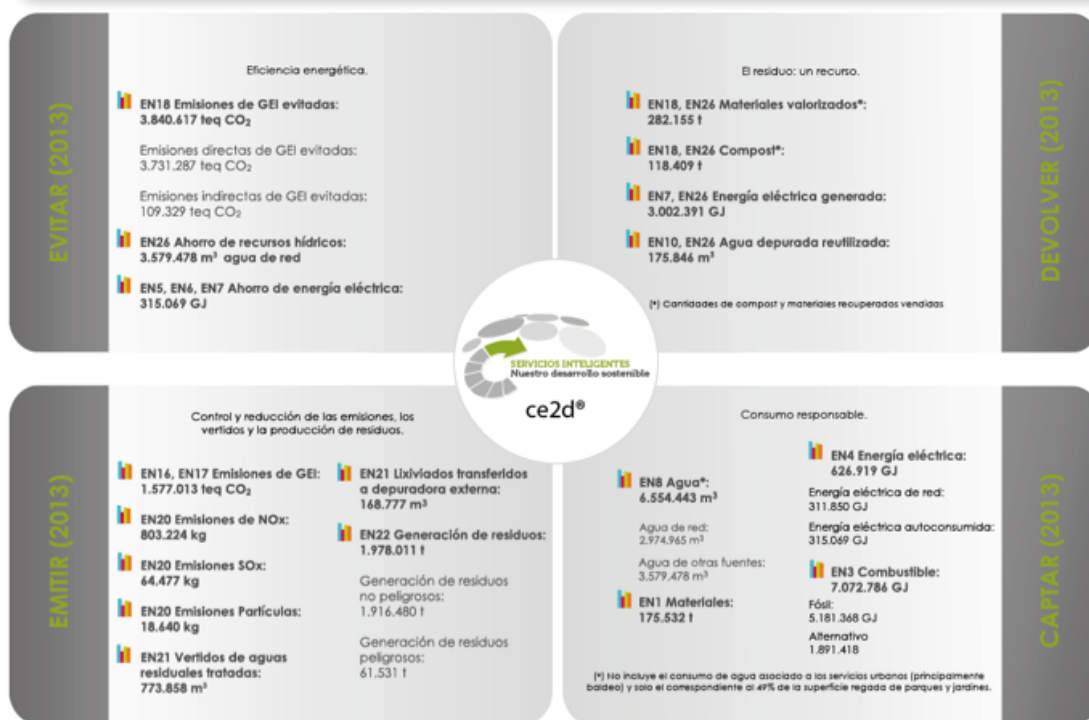 EVITAR (2013)
Eficiencia energética.
EN18 Emisiones de GEI evitadas:
3.840.617 teq CO₂
Emisiones directas de GEI evitadas:
3.731.287 teq CO₂
Emisiones indirectas de GEI evitadas:
109.329 teq CO₂
EN26 Ahorro de recursos hídricos:
3.579.478 m³ agua de red
EN5, EN6, EN7 Ahorro de energía eléctrica:
315.069 GJ
DEVOLVER (2013)
El residuo: un recurso.
EN18, EN26 Materiales valorizados*:
282.155 t
EN18, EN26 Compost*:
118.409 t
EN7, EN26 Energía eléctrica generada:
3.002.391 GJ
EN10, EN26 Agua depurada reutilizada:
175.846 m³
(*) Cantidades de compost y materiales recuperados vendidas
SERVICIOS INTELIGENTES
Nuestro desarrollo sostenible
ce2d®
EMITIR (2013)
Control y reducción de las emisiones, los
vertidos y la producción de residuos.
EN16, EN17 Emisiones de GEI:
1.577.013 teq CO₂
EN20 Emisiones de NOx:
803.224 kg
EN20 Emisiones SOx:
64.477 kg
EN20 Emisiones Partículas:
18.640 kg
EN21 Vertidos de aguas
residuales tratadas:
773.858 m³
EN21 Lixiviados transferidos
a depuradora externa:
168.777 m³
EN22 Generación de residuos:
1.978.011 t
Generación de residuos
no peligrosos:
1.916.480 t
Generación de residuos
peligrosos:
61.531 t
CAPTAR (2013)
Consumo responsable.
EN8 Agua*:
6.554.443 m³
Agua de red:
2.974.965 m³
Agua de otras fuentes:
3.579.478 m³
EN1 Materiales:
175.532 t
EN4 Energía eléctrica:
626.919 GJ
Energía eléctrica de red:
311.850 GJ
Energía eléctrica autoconsumida:
315.069 GJ
EN3 Combustible:
7.072.786 GJ
Fósil:
5.181.368 GJ
Alternativo
1.891.418
(*) No incluye el consumo de agua asociado a los servicios urbanos (principalmente
baldeo) y solo el correspondiente al 49% de la superficie regada de parques y jardines.